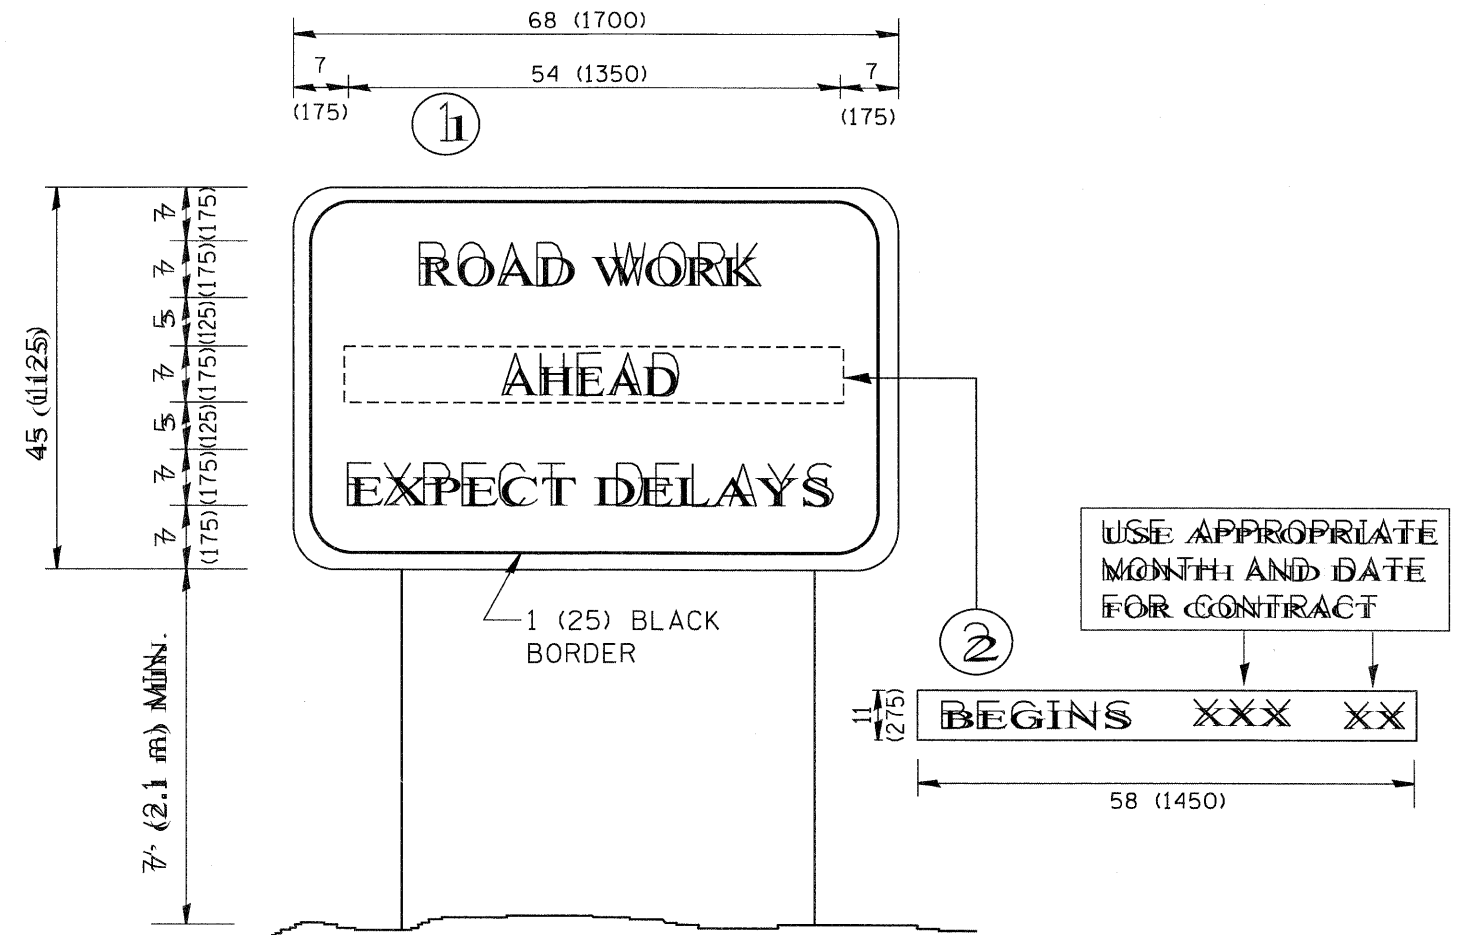 68 (1700)
7 54 (1350) 7
(175) (175)
1
7 (175)
7 (175)
5 (125)
7 (175)
5 (125)
7 (175)
7 (175)
45 (1125)
ROAD WORK
AHEAD
EXPECT DELAYS
1 (25) BLACK
BORDER
7' (2.1 m) MIN.
USE APPROPRIATE
MONTH AND DATE
FOR CONTRACT
2
11
(275)
BEGINS XXX XX
58 (1450)